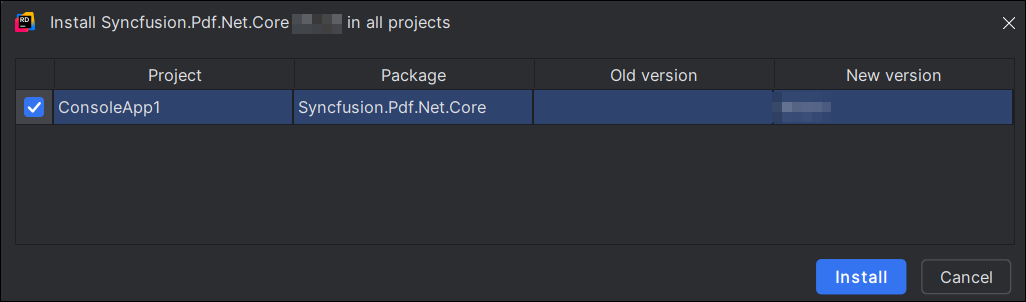 RD
Install Syncfusion.Pdf.Net.Core in all projects
Project Package Old version New version
ConsoleApp1 Syncfusion.Pdf.Net.Core
Install Cancel